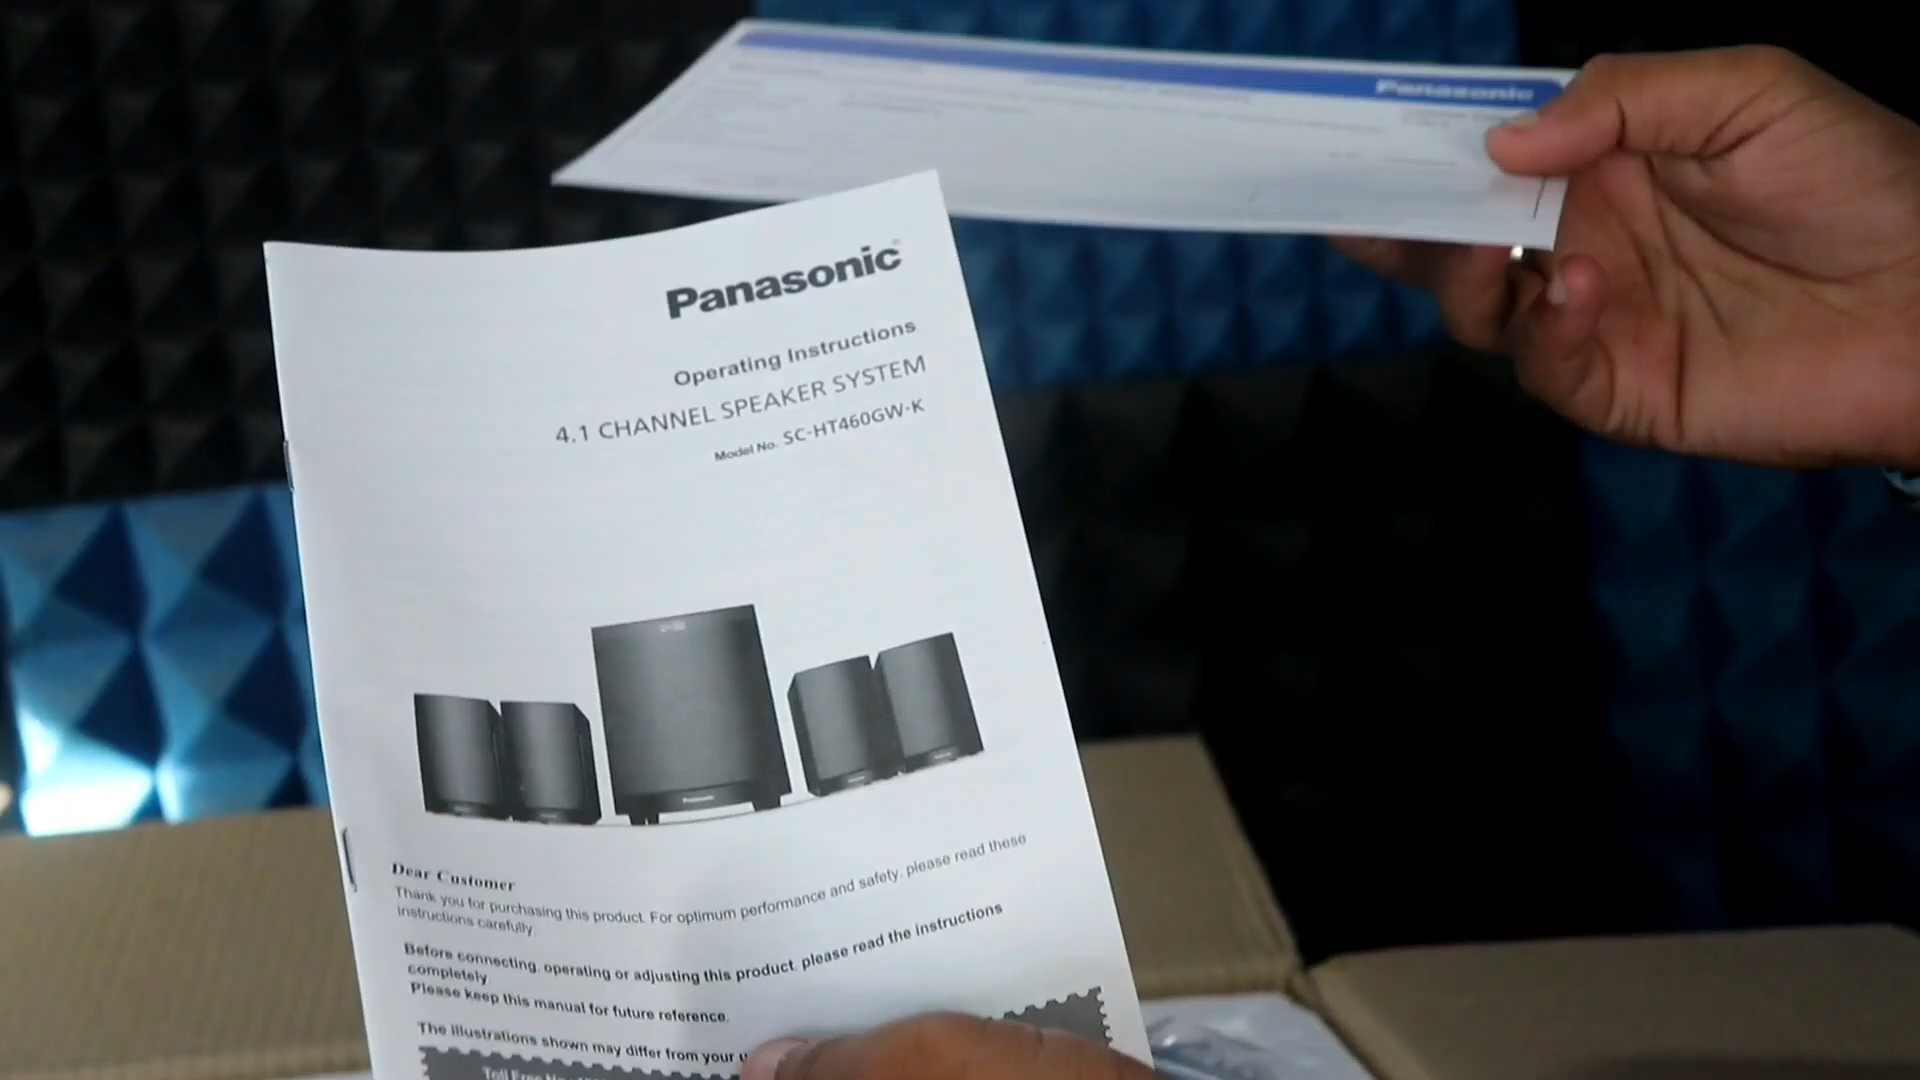 Panasonic
Panasonic
Operating Instructions
4.1 CHANNEL SPEAKER SYSTEM
Model No. SC-HT460GW-K
Dear Customer
Thank you for purchasing this product. For optimum performance and safety, please read these
instructions carefully
Before connecting, operating or adjusting this product, please read the instructions
completely.
Please keep this manual for future reference.
The illustrations shown may differ from your
Toll Free No.